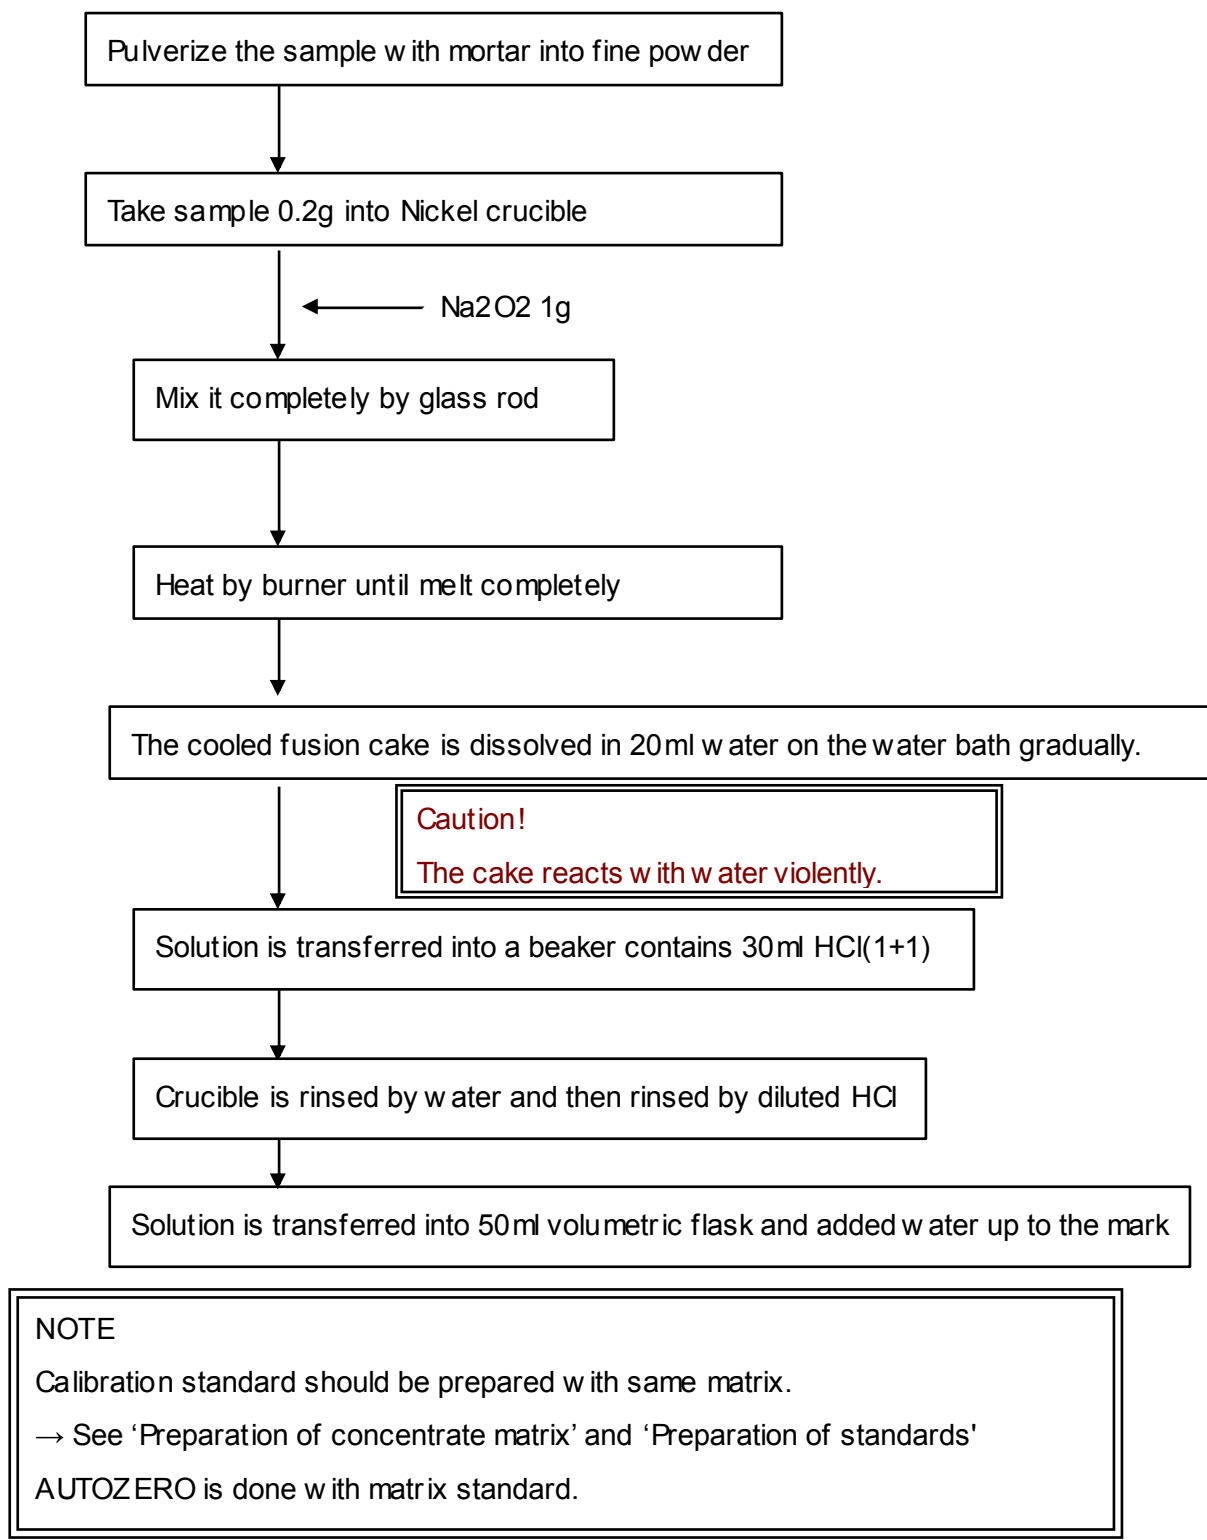 Pulverize the sample with mortar into fine powder
Take sample 0.2g into Nickel crucible
Na2O2 1g
Mix it completely by glass rod
Heat by burner until melt completely
The cooled fusion cake is dissolved in 20ml water on the water bath gradually.
Caution!
The cake reacts with water violently.
Solution is transferred into a beaker contains 30ml HCl(1+1)
Crucible is rinsed by water and then rinsed by diluted HCl
Solution is transferred into 50ml volumetric flask and added water up to the mark
NOTE
Calibration standard should be prepared with same matrix.
→ See ‘Preparation of concentrate matrix’ and ‘Preparation of standards'
AUTOZERO is done with matrix standard.